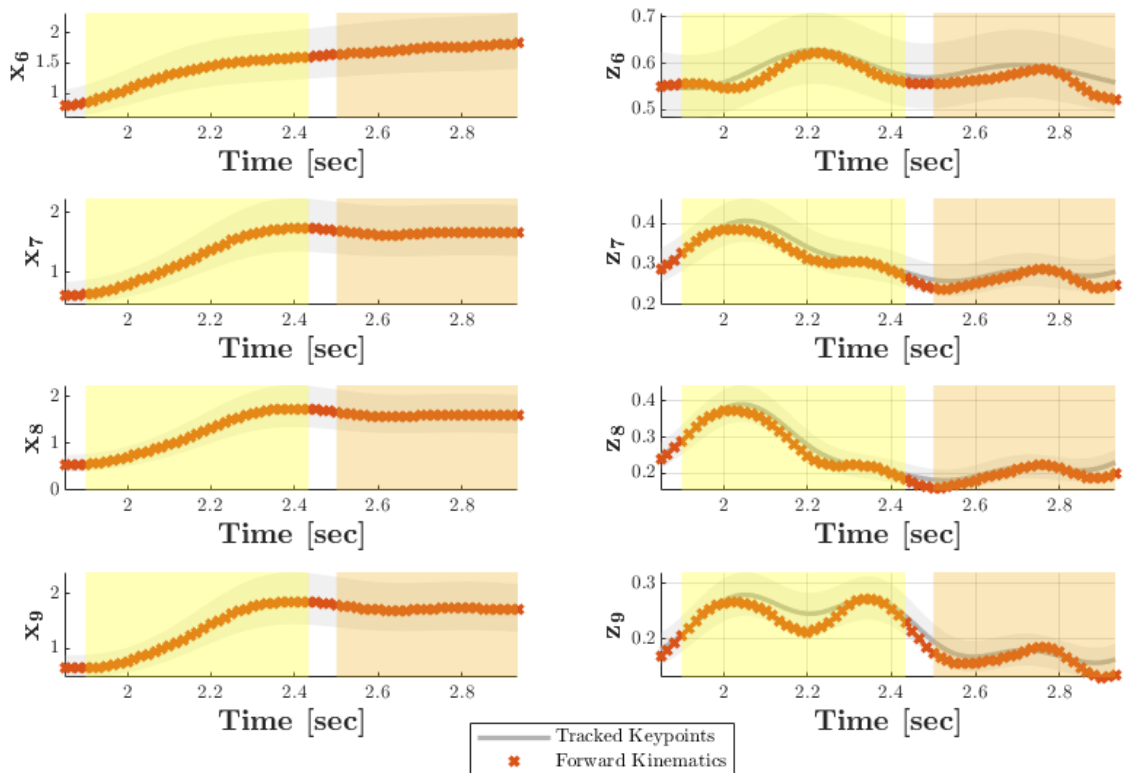 x₆ 1 1.5 2
2 2.2 2.4 2.6 2.8
Time [sec]
z₆ 0.5 0.6 0.7
2 2.2 2.4 2.6 2.8
Time [sec]
x₇ 1 2
2 2.2 2.4 2.6 2.8
Time [sec]
z₇ 0.2 0.3 0.4
2 2.2 2.4 2.6 2.8
Time [sec]
x₈ 0 1 2
2 2.2 2.4 2.6 2.8
Time [sec]
z₈ 0.2 0.3 0.4
2 2.2 2.4 2.6 2.8
Time [sec]
x₉ 1 2
2 2.2 2.4 2.6 2.8
Time [sec]
z₉ 0.2 0.3
2 2.2 2.4 2.6 2.8
Time [sec]
Tracked Keypoints
Forward Kinematics